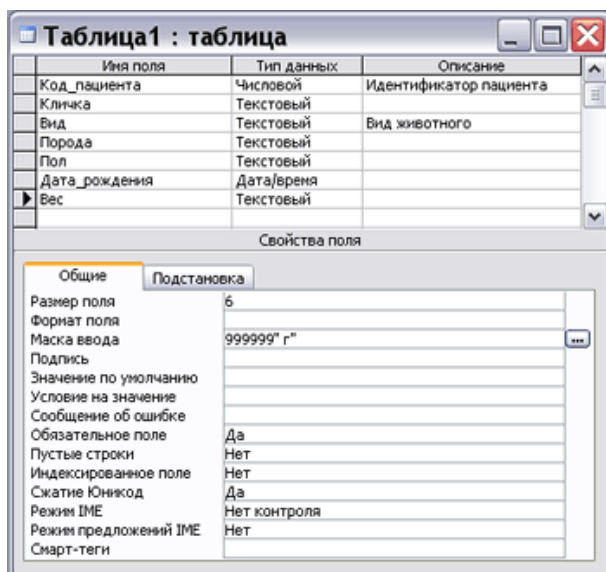 Таблица1 : таблица
Имя поля Тип данных Описание
Код_пациента Числовой Идентификатор пациента
Кличка Текстовый
Вид Текстовый Вид животного
Порода Текстовый
Пол Текстовый
Дата_рождения Дата/время
Вес Текстовый
Свойства поля
Общие Подстановка
Размер поля 6
Формат поля
Маска ввода 999999" г" ...
Подпись
Значение по умолчанию
Условие на значение
Сообщение об ошибке
Обязательное поле Да
Пустые строки Нет
Индексированное поле Нет
Сжатие Юникод Да
Режим IME Нет контроля
Режим предложений IME Нет
Смарт-теги